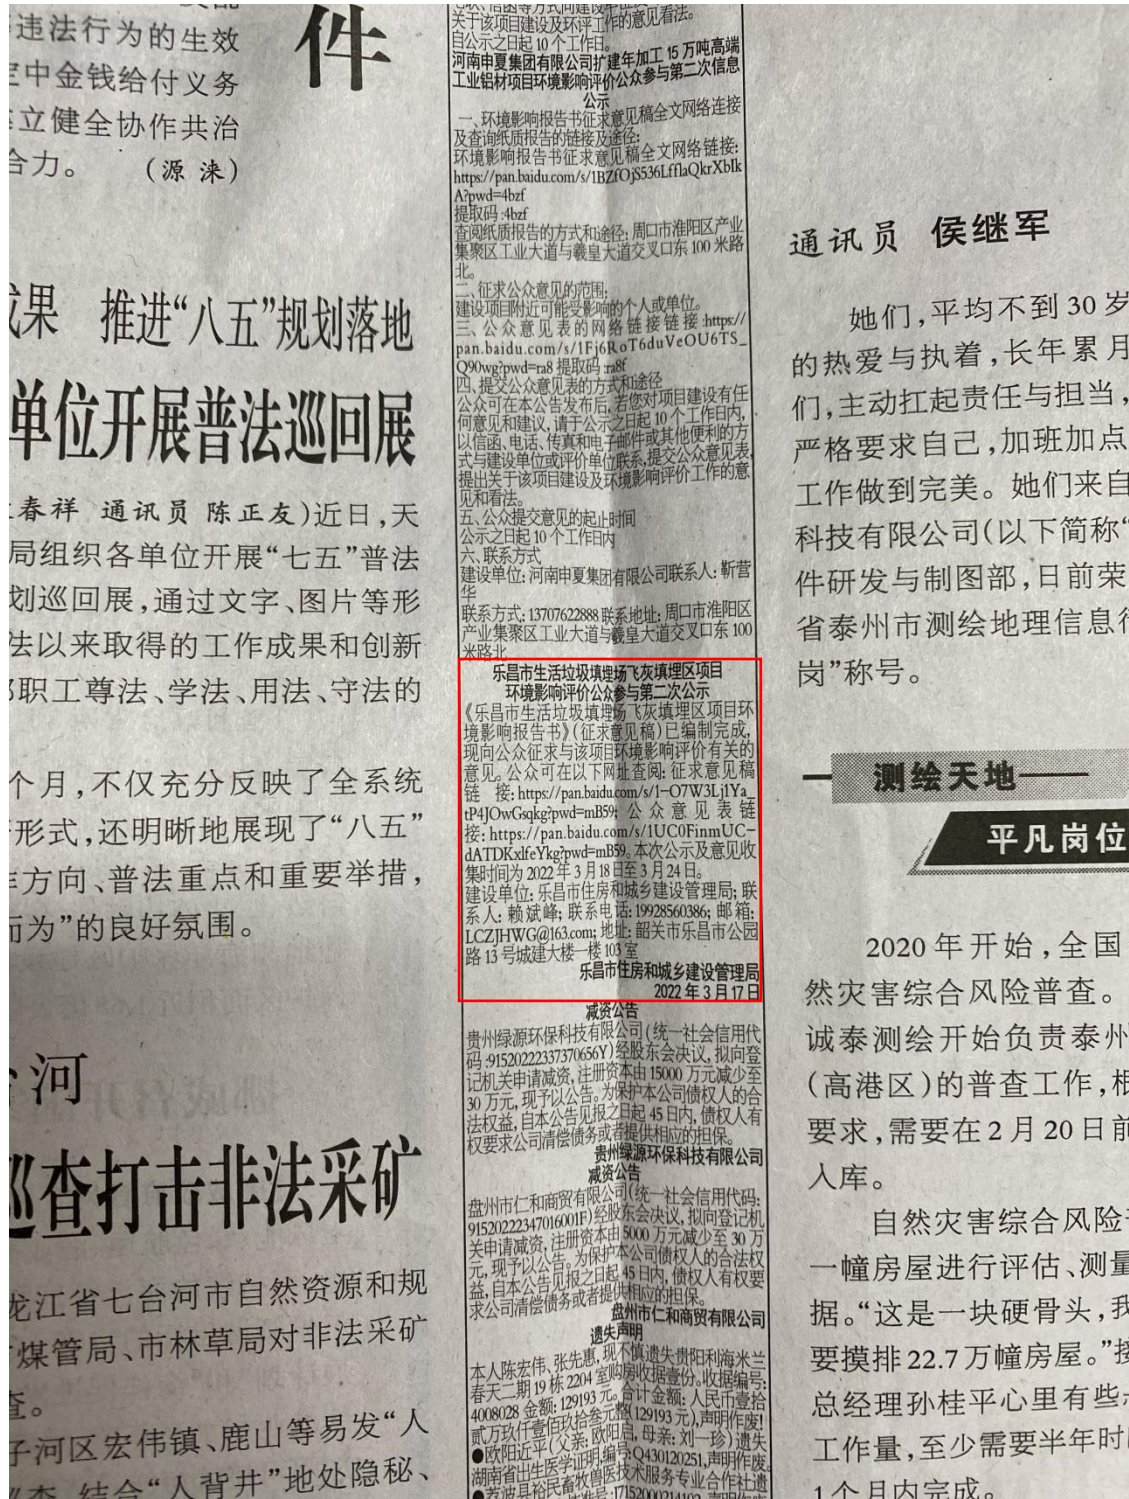 违法行为的生效
中金钱给付义务
立健全协作共治
合力。 (源 涞)
件
成果 推进“八五”规划落地
单位开展普法巡回展
春祥 通讯员 陈正友)近日,天
局组织各单位开展“七五”普法
划巡回展,通过文字、图片等形
法以来取得的工作成果和创新
职工尊法、学法、用法、守法的
个月,不仅充分反映了全系统
形式,还明晰地展现了“八五”
方向、普法重点和重要举措,
而为”的良好氛围。
河
巡查打击非法采矿
龙江省七台河市自然资源和规
煤管局、市林草局对非法采矿
查。
子河区宏伟镇、鹿山等易发“人
查,结合“人背井”地处隐秘、
关于该项目建设及环评工作的意见看法。
自公示之日起10个工作日。
河南申夏集团有限公司扩建年加工15万吨高端
工业铝材项目环境影响评价公众参与第二次信息
公示
一、环境影响报告书征求意见稿全文网络连接
及查询纸质报告的链接及途径:
环境影响报告书征求意见稿全文网络链接:
https://pan.baidu.com/s/1BZfOjS536LfflaQkrXbIk
A?pwd=4bzf
提取码:4bzf
查阅纸质报告的方式和途径:周口市淮阳区产业
集聚区工业大道与羲皇大道交叉口东100米路
北。
二、征求公众意见的范围;
建设项目附近可能受影响的个人或单位。
三、公众意见表的网络链接链接:https://
pan.baidu.com/s/1Fj6RoT6duVeOU6TS_
Q90wg?pwd=ra8 提取码:ra8f
四、提交公众意见表的方式和途径
公众可在本公告发布后,若您对项目建设有任
何意见和建议,请于公示之日起10个工作日内,
以信函、电话、传真和电子邮件或其他便利的方
式与建设单位或评价单位联系,提交公众意见表,
提出关于该项目建设及环境影响评价工作的意
见和看法。
五、公众提交意见的起止时间
公示之日起10个工作日内
六、联系方式
建设单位:河南申夏集团有限公司联系人:靳营
华
联系方式:13707622888 联系地址:周口市淮阳区
产业集聚区工业大道与羲皇大道交叉口东100
米路北
乐昌市生活垃圾填埋场飞灰填埋区项目
环境影响评价公众参与第二次公示
《乐昌市生活垃圾填埋场飞灰填埋区项目环
境影响报告书》(征求意见稿)已编制完成,
现向公众征求与该项目环境影响评价有关的
意见。公众可在以下网址查阅:征求意见稿
链 接:https://pan.baidu.com/s/1-O7W3Lj1Ya_
tP4JOwGsqkg?pwd=mB59;公众意见表链
接:https://pan.baidu.com/s/1UC0FinmUC-
dATDKxlfeYkg?pwd=mB59。本次公示及意见收
集时间为2022年3月18日至3月24日。
建设单位:乐昌市住房和城乡建设管理局;联
系人:赖斌峰;联系电话:19928560386;邮箱:
LCZJHWG@163.com;地址:韶关市乐昌市公园
路13号城建大楼一楼103室
乐昌市住房和城乡建设管理局
2022年3月17日
减资公告
贵州绿源环保科技有限公司(统一社会信用代
码:91520222337370656Y)经股东会决议,拟向登
记机关申请减资,注册资本由15000万元减少至
30万元,现予以公告。为保护本公司债权人的合
法权益,自本公告见报之日起45日内,债权人有
权要求公司清偿债务或者提供相应的担保。
贵州绿源环保科技有限公司
减资公告
盘州市仁和商贸有限公司(统一社会信用代码:
91520222347016001F)经股东会决议,拟向登记机
关申请减资,注册资本由5000万元减少至30万
元,现予以公告。为保护本公司债权人的合法权
益,自本公告见报之日起45日内,债权人有权要
求公司清偿债务或者提供相应的担保。
盘州市仁和商贸有限公司
遗失声明
本人陈宏伟、张先惠,现不慎遗失贵阳利海米兰
春天二期19栋2204室购房收据壹份。收据编号:
4008028 金额:129193元。合计金额:人民币壹拾
贰万玖仟壹佰玖拾叁元整(129193元),声明作废!
●欧阳近平(父亲:欧阳启,母亲:刘一珍)遗失
湖南省出生医学证明,编号:Q430120251,声明作废.
●荔波县裕民畜牧兽医技术服务专业合作社遗
通讯员 侯继军
她们,平均不到30岁
的热爱与执着,长年累月
们,主动扛起责任与担当,
严格要求自己,加班加点
工作做到完美。她们来自
科技有限公司(以下简称“
件研发与制图部,日前荣
省泰州市测绘地理信息行
岗”称号。
测绘天地
平凡岗位
2020年开始,全国
然灾害综合风险普查。
诚泰测绘开始负责泰州
(高港区)的普查工作,根
要求,需要在2月20日前
入库。
自然灾害综合风险普
一幢房屋进行评估、测量
据。“这是一块硬骨头,我
要摸排22.7万幢房屋。”接
总经理孙桂平心里有些
工作量,至少需要半年时
1个月内完成。